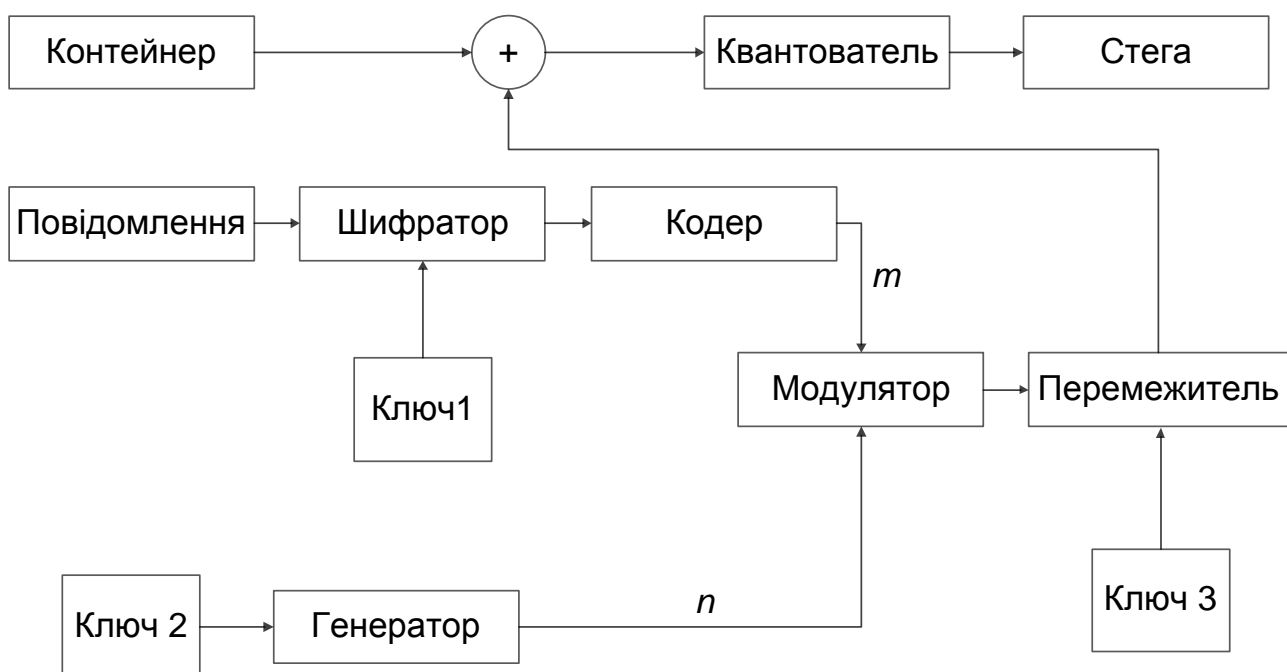 Контейнер
+
Квантователь
Стега
Повідомлення
Шифратор
Кодер
m
Модулятор
Перемежитель
Ключ1
Ключ 2
Генератор
n
Ключ 3